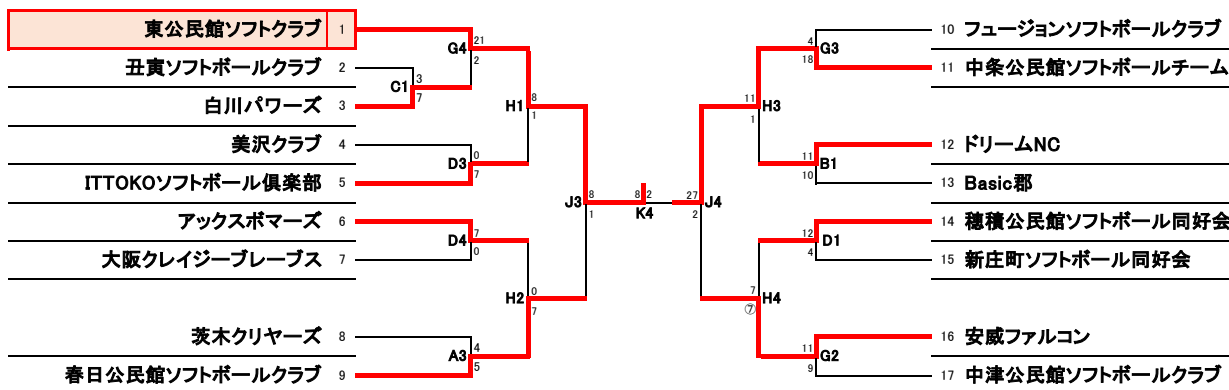 東公民館ソフトクラブ 1
丑寅ソフトボールクラブ 2
白川パワーズ 3
美沢クラブ 4
ITTOKOソフトボール倶楽部 5
アックスボマーズ 6
大阪クレイジーブレーブス 7
茨木クリヤーズ 8
春日公民館ソフトボールクラブ 9
G4 21 2
C1 3 7
D3 0 7
D4 7 0
A3 4 5
H1 8 1
H2 0 7
J3 8 1
8 2
K4
27 J4 2
11 H3 1
7 H4 ⑦
4 G3 18
11 B1 10
12 D1 4
11 G2 9
10 フュージョンソフトボールクラブ
11 中条公民館ソフトボールチーム
12 ドリームNC
13 Basic郡
14 穂積公民館ソフトボール同好会
15 新庄町ソフトボール同好会
16 安威ファルコン
17 中津公民館ソフトボールクラブ